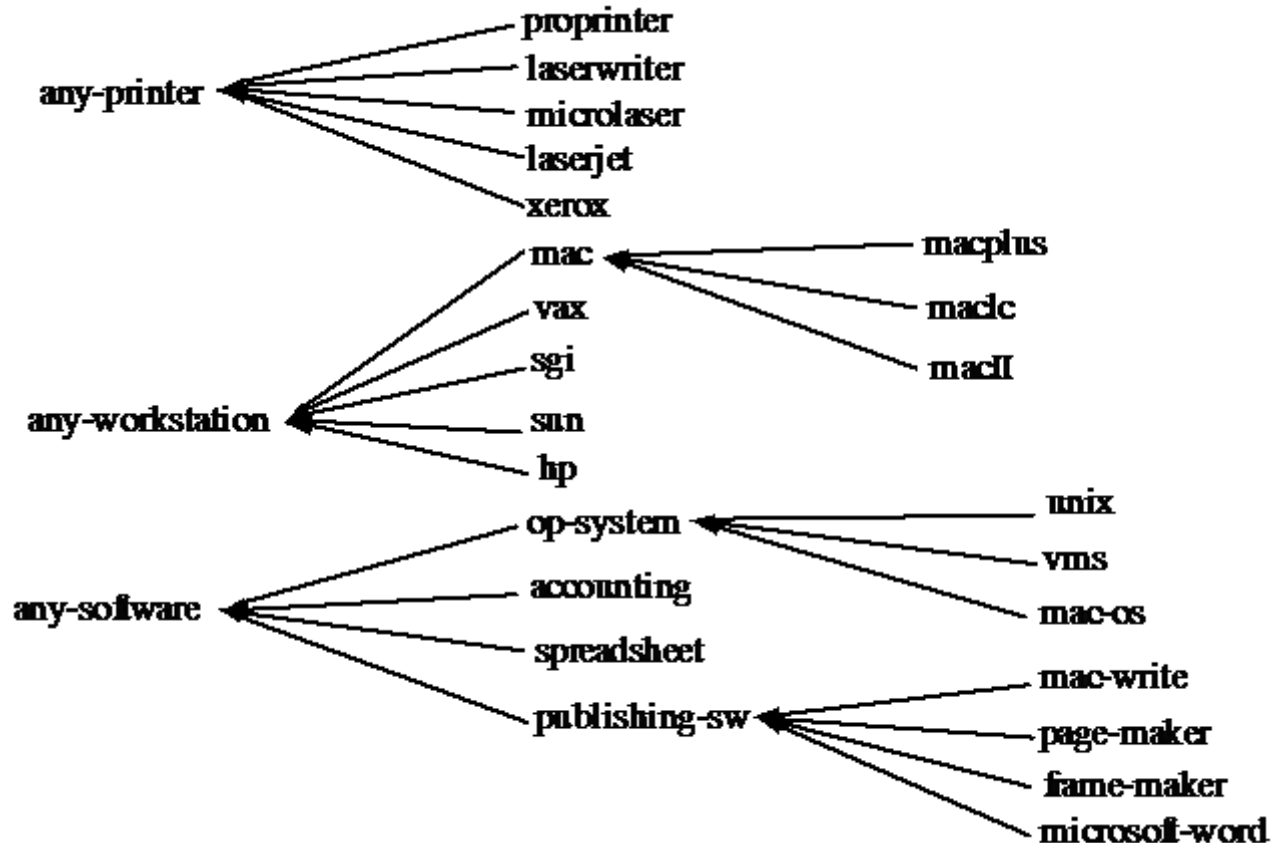 any-printer
proprinter
laserwriter
microlaser
laserjet
xerox
any-workstation
mac
macplus
maclc
macII
vax
sgi
sun
hp
any-software
op-system
unix
vms
mac-os
accounting
spreadsheet
publishing-sw
mac-write
page-maker
frame-maker
microsoft-word